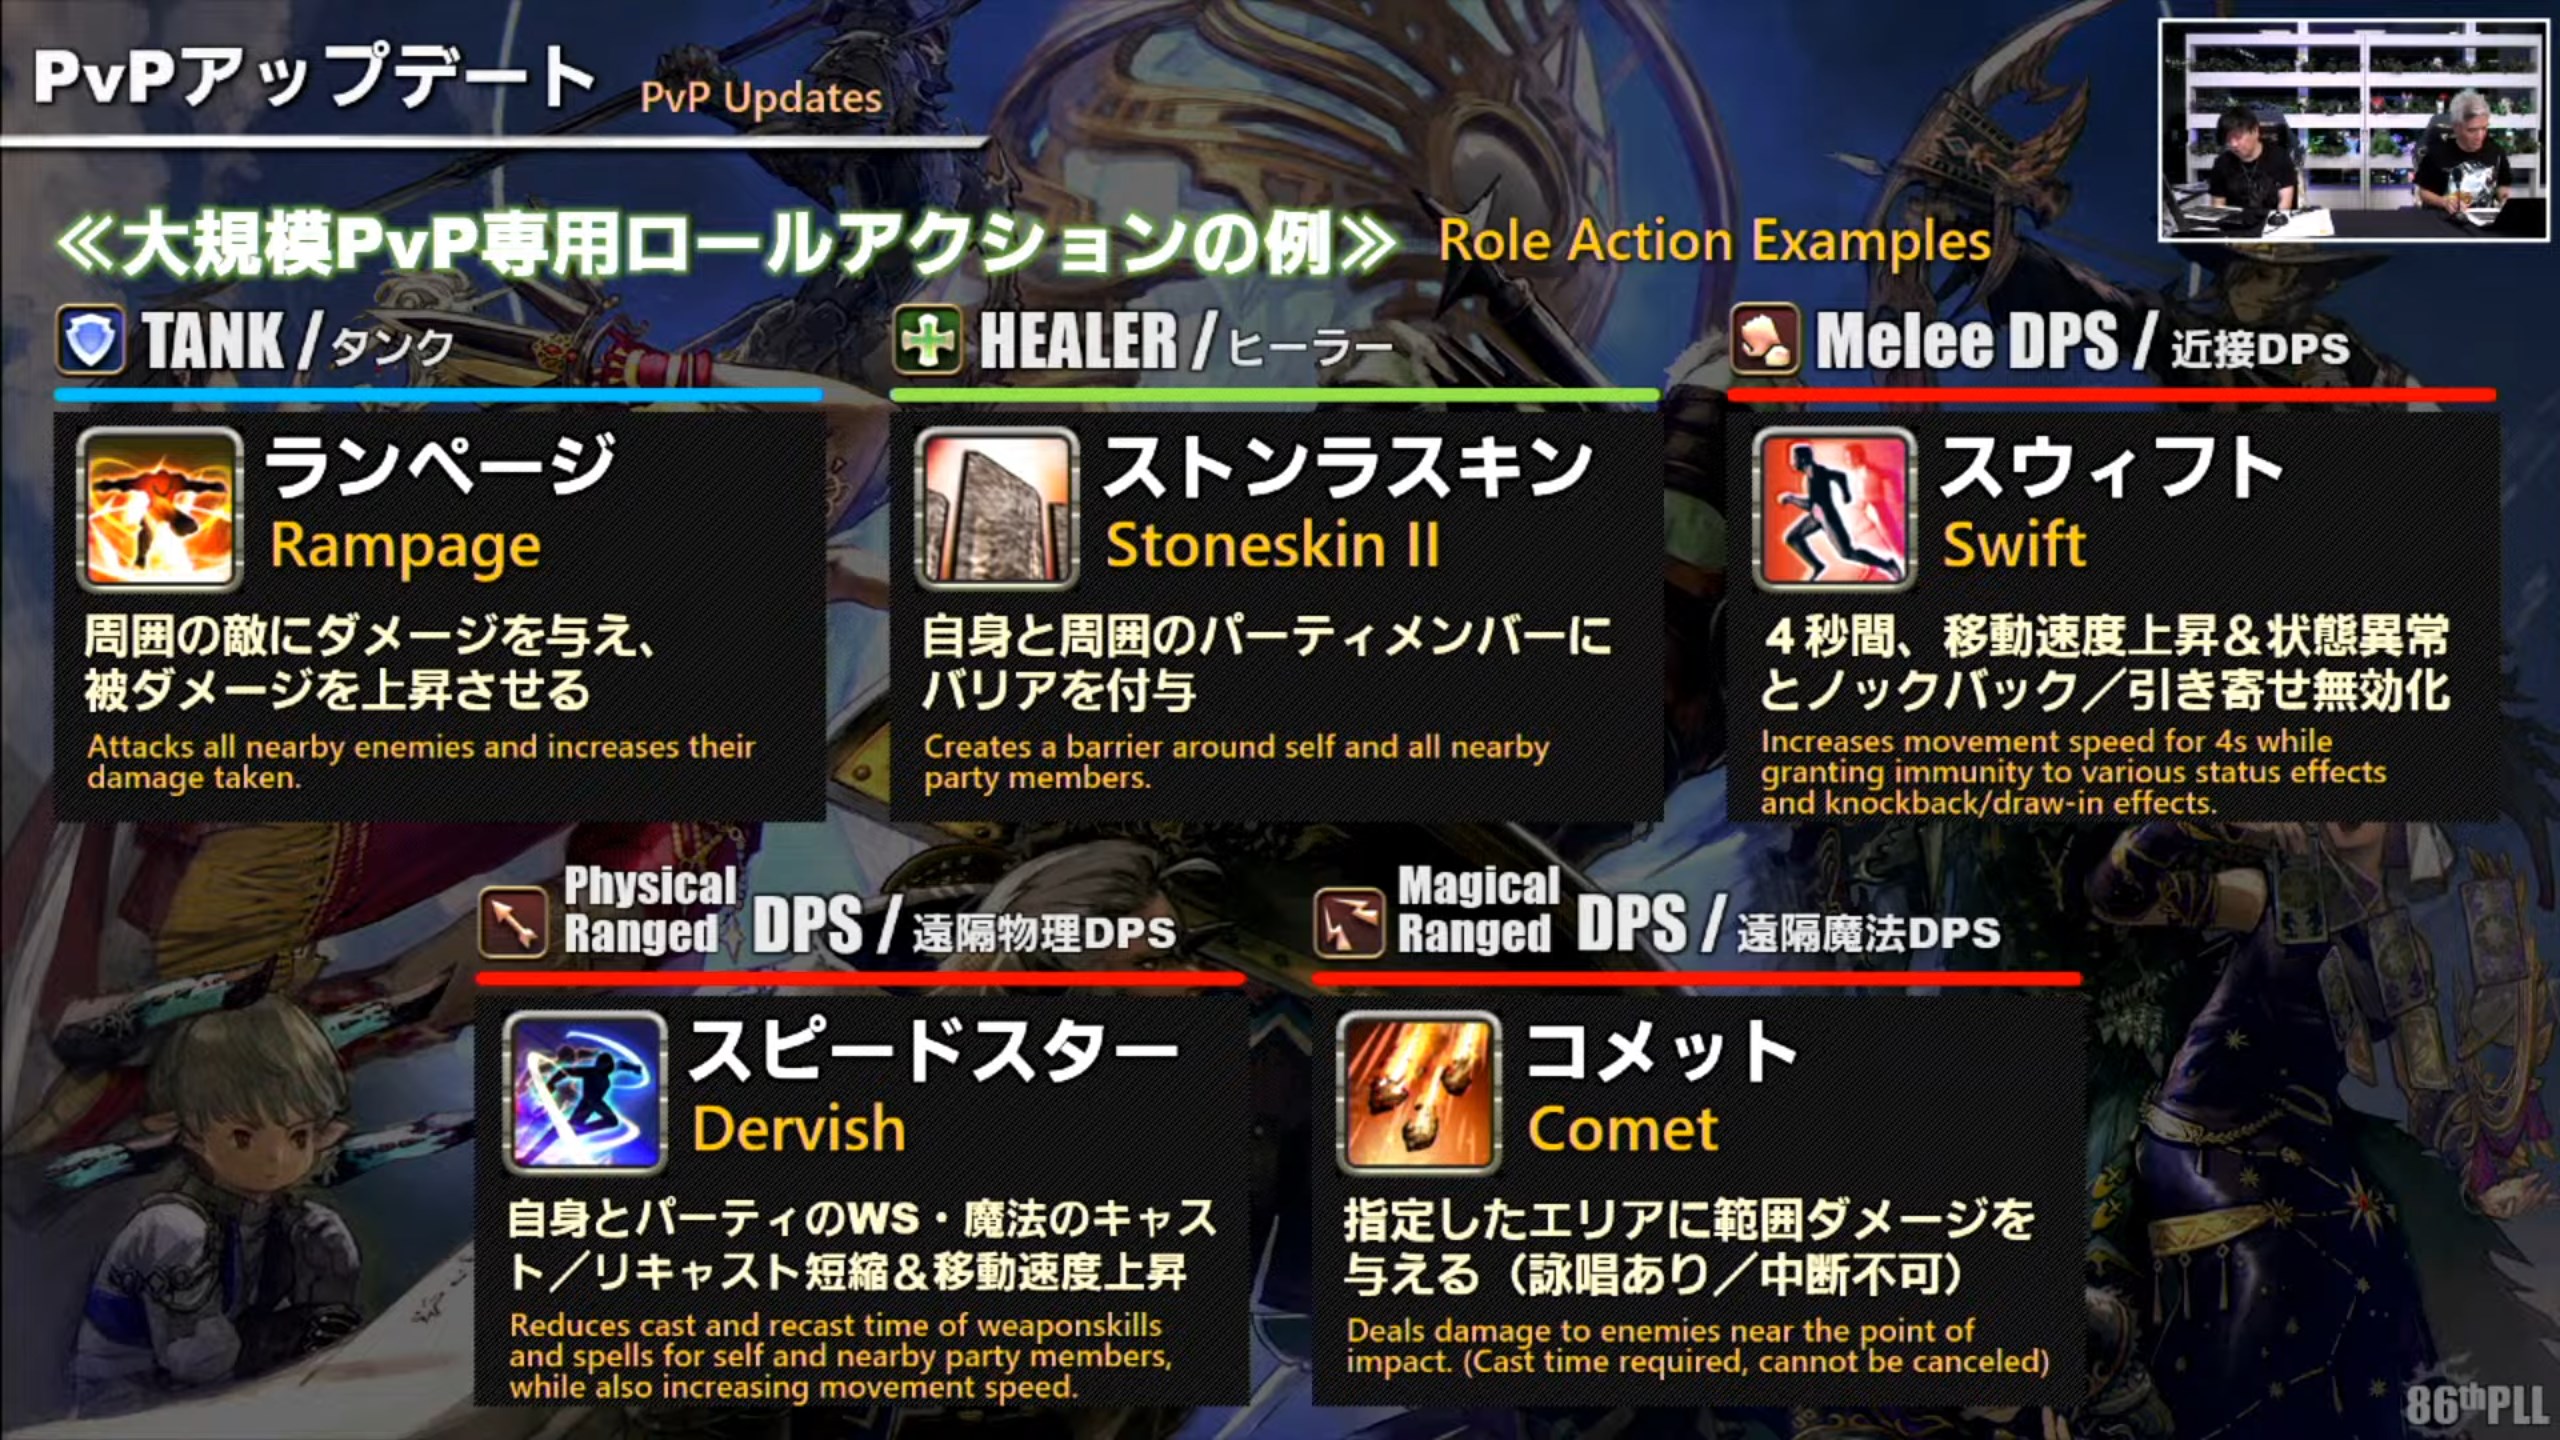 PvPアップデート PvP Updates
≪大規模PvP専用ロールアクションの例≫ Role Action Examples
TANK / タンク
ランページ
Rampage
周囲の敵にダメージを与え、
被ダメージを上昇させる
Attacks all nearby enemies and increases their
damage taken.
HEALER / ヒーラー
ストンラスキン
Stoneskin II
自身と周囲のパーティメンバーに
バリアを付与
Creates a barrier around self and all nearby
party members.
Melee DPS / 近接DPS
スウィフト
Swift
４秒間、移動速度上昇＆状態異常
とノックバック／引き寄せ無効化
Increases movement speed for 4s while
granting immunity to various status effects
and knockback/draw-in effects.
Physical
Ranged DPS / 遠隔物理DPS
スピードスター
Dervish
自身とパーティのWS・魔法のキャス
ト／リキャスト短縮＆移動速度上昇
Reduces cast and recast time of weaponskills
and spells for self and nearby party members,
while also increasing movement speed.
Magical
Ranged DPS / 遠隔魔法DPS
コメット
Comet
指定したエリアに範囲ダメージを
与える（詠唱あり／中断不可）
Deals damage to enemies near the point of
impact. (Cast time required, cannot be canceled)
86thPLL